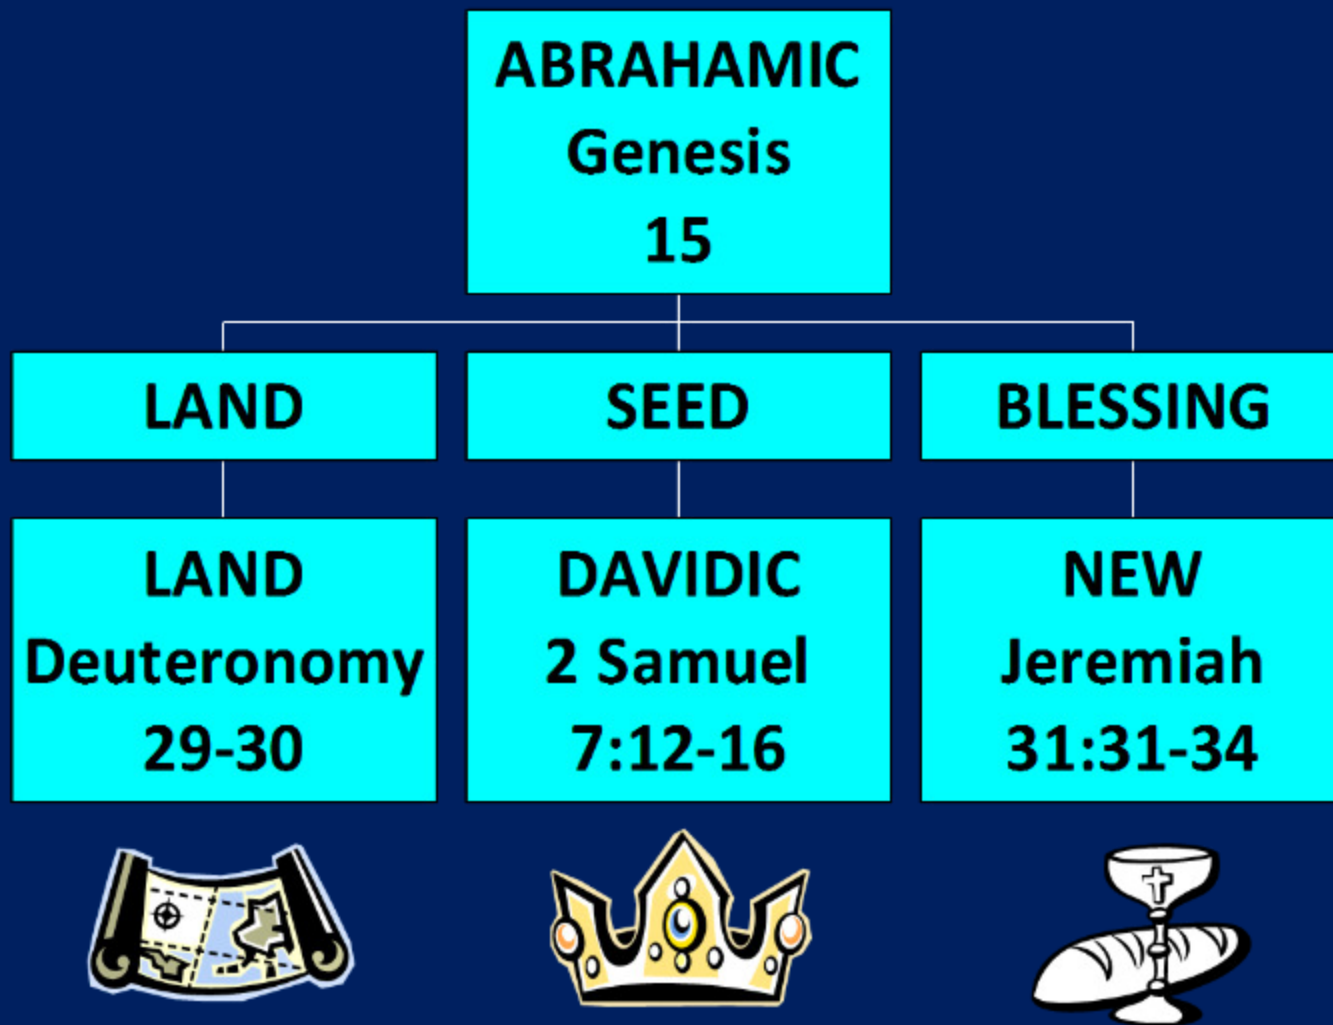 ABRAHAMIC
Genesis
15
LAND
SEED
BLESSING
LAND
Deuteronomy
29-30
DAVIDIC
2 Samuel
7:12-16
NEW
Jeremiah
31:31-34